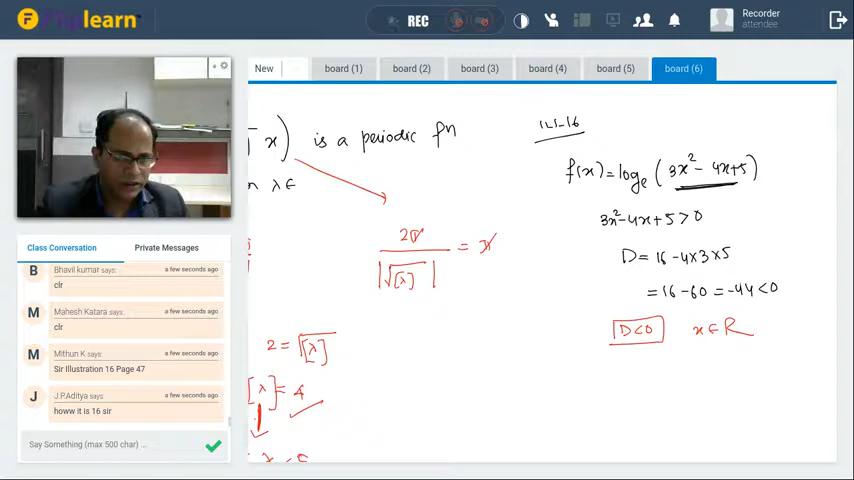 Fliplearn
REC
Recorder
attendee
New
board (1)
board (2)
board (3)
board (4)
board (5)
board (6)
x) is a periodic fn
λ∈
2π / |√[λ]| = π
2 = √[λ]
[λ] = 4
ILL-16
f(x)=logₑ (3x²-4x+5)
3x²-4x+5>0
D= 16-4×3×5
=16-60=-44<0
D<0 x∈R
Class Conversation
Private Messages
B Bhavil kumar says: a few seconds ago
clr
M Mahesh Katara says: a few seconds ago
clr
M Mithun K says: a few seconds ago
Sir Illustration 16 Page 47
J J.P.Aditya says: a few seconds ago
howw it is 16 sir
Say Something (max 500 char) ...